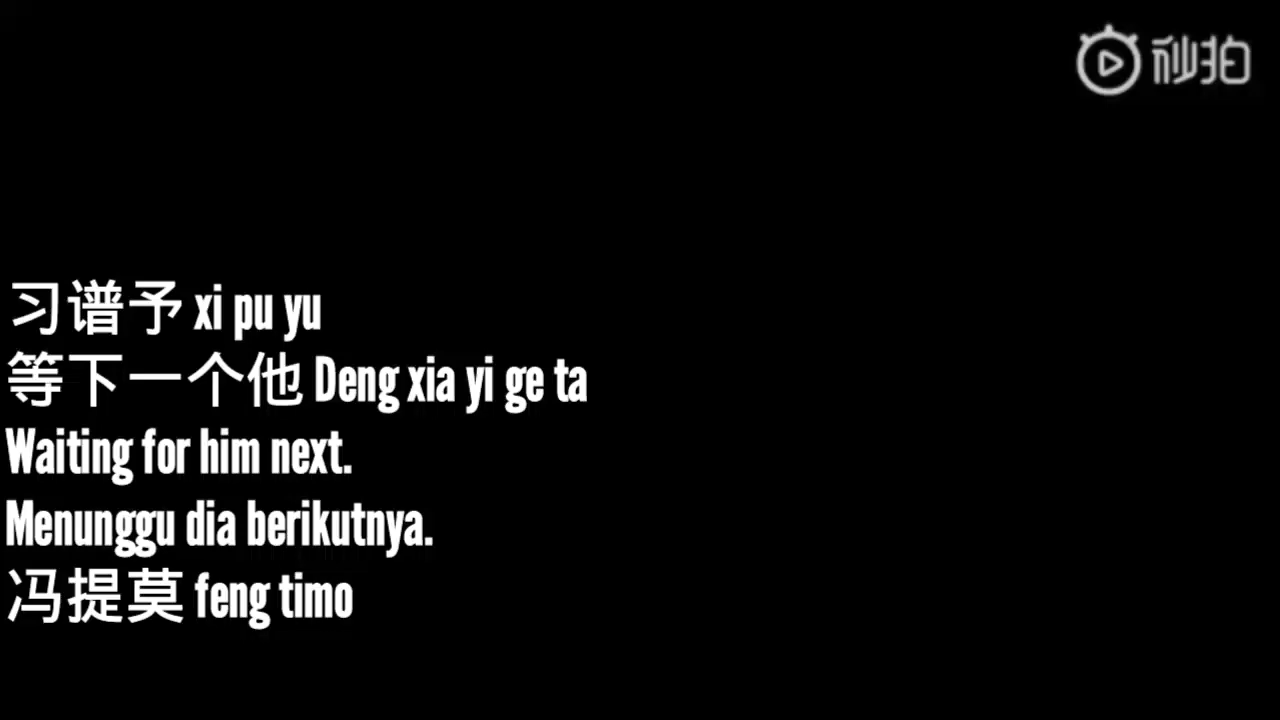 秒拍
习谱予 xi pu yu
等下一个他 Deng xia yi ge ta
Waiting for him next.
Menunggu dia berikutnya.
冯提莫 feng timo